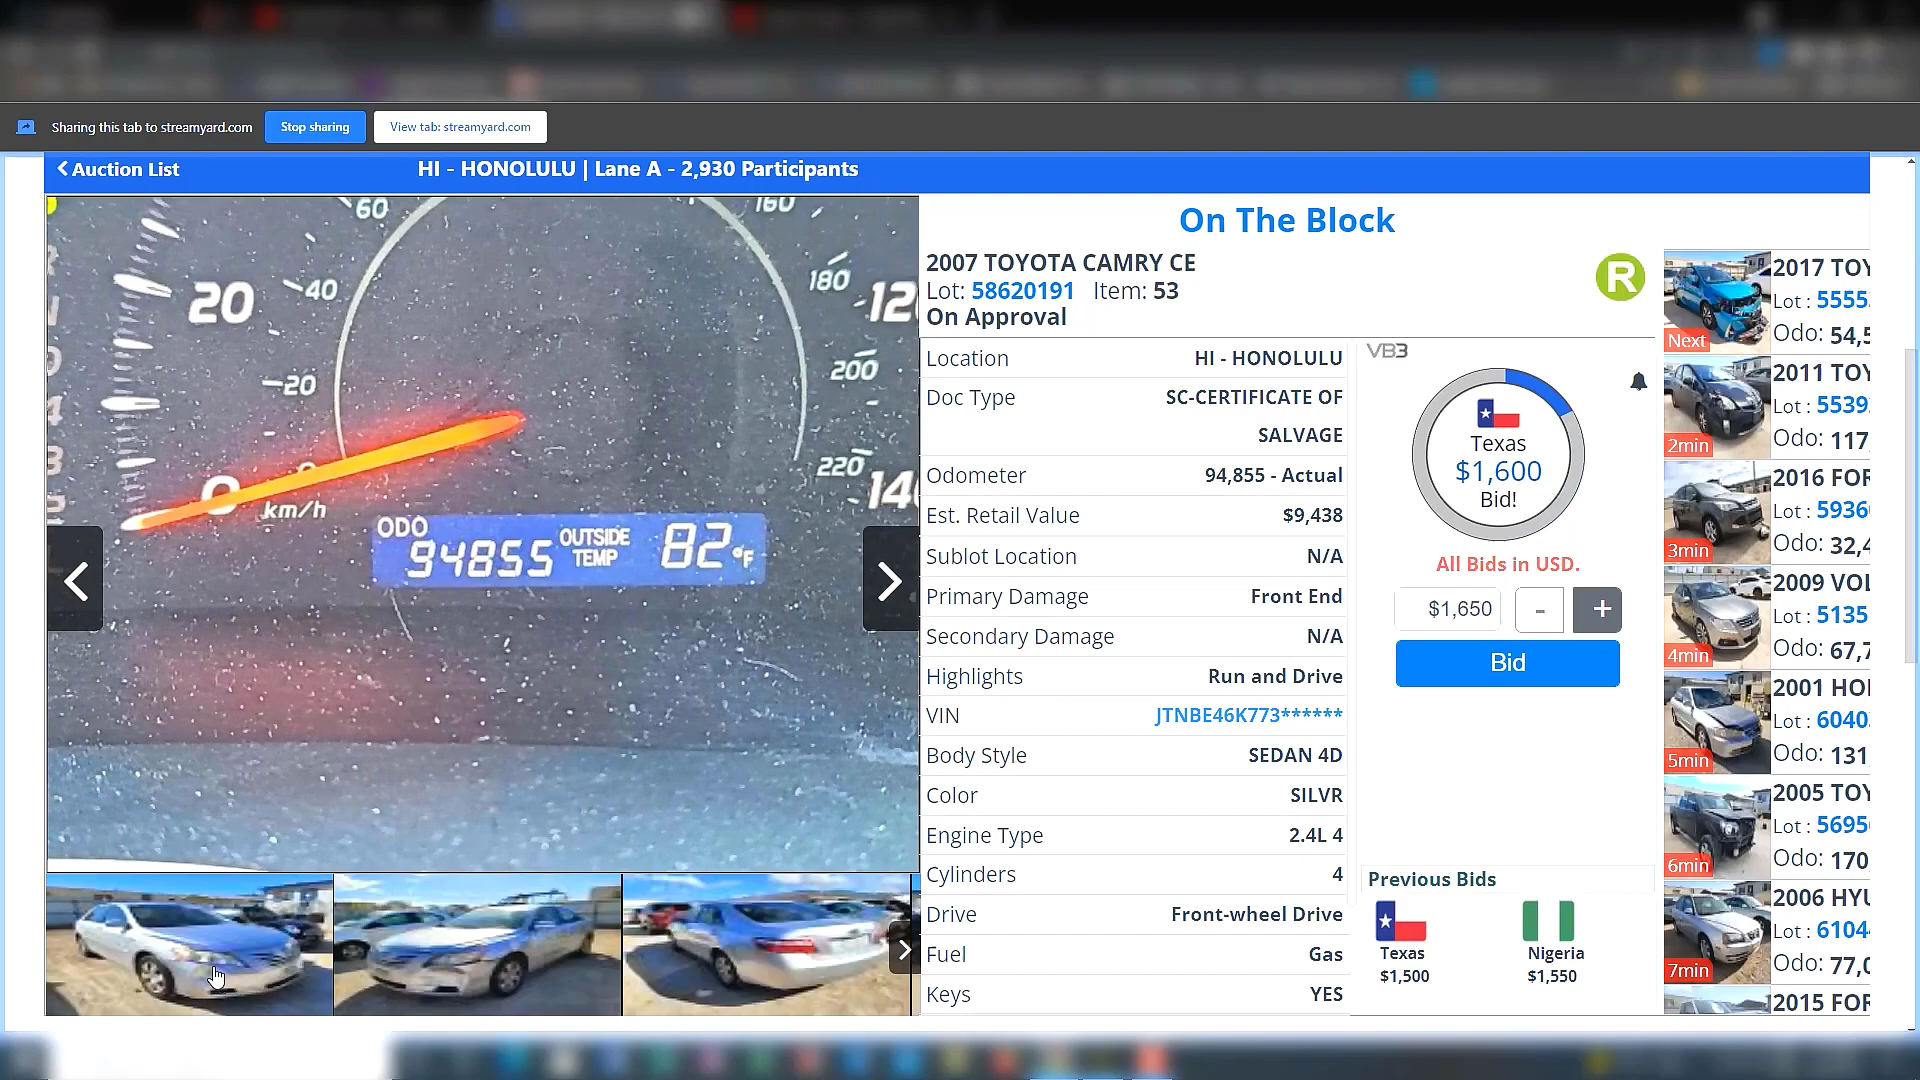 Sharing this tab to streamyard.com
Stop sharing
View tab: streamyard.com
Auction List
HI - HONOLULU | Lane A - 2,930 Participants
60
160
20
40
180
120
20
200
0
0
km/h
220
140
ODO
94855
OUTSIDE
TEMP
82°F
On The Block
2007 TOYOTA CAMRY CE
Lot: 58620191 Item: 53
On Approval
R
Location HI - HONOLULU
Doc Type SC-CERTIFICATE OF
SALVAGE
Odometer 94,855 - Actual
Est. Retail Value $9,438
Sublot Location N/A
Primary Damage Front End
Secondary Damage N/A
Highlights Run and Drive
VIN JTNBE46K773******
Body Style SEDAN 4D
Color SILVR
Engine Type 2.4L 4
Cylinders 4
Drive Front-wheel Drive
Fuel Gas
Keys YES
VB3
Texas
$1,600
Bid!
All Bids in USD.
$1,650 - +
Bid
Previous Bids
Texas
$1,500
Nigeria
$1,550
2017 TOY
Lot : 5555
Odo: 54,5
Next
2011 TOY
Lot : 5539
Odo: 117,
2min
2016 FOR
Lot : 5936
Odo: 32,4
3min
2009 VOL
Lot : 5135
Odo: 67,7
4min
2001 HO
Lot : 6040
Odo: 131,
5min
2005 TOY
Lot : 5695
Odo: 170
6min
2006 HYU
Lot : 6104
Odo: 77,0
7min
2015 FOR